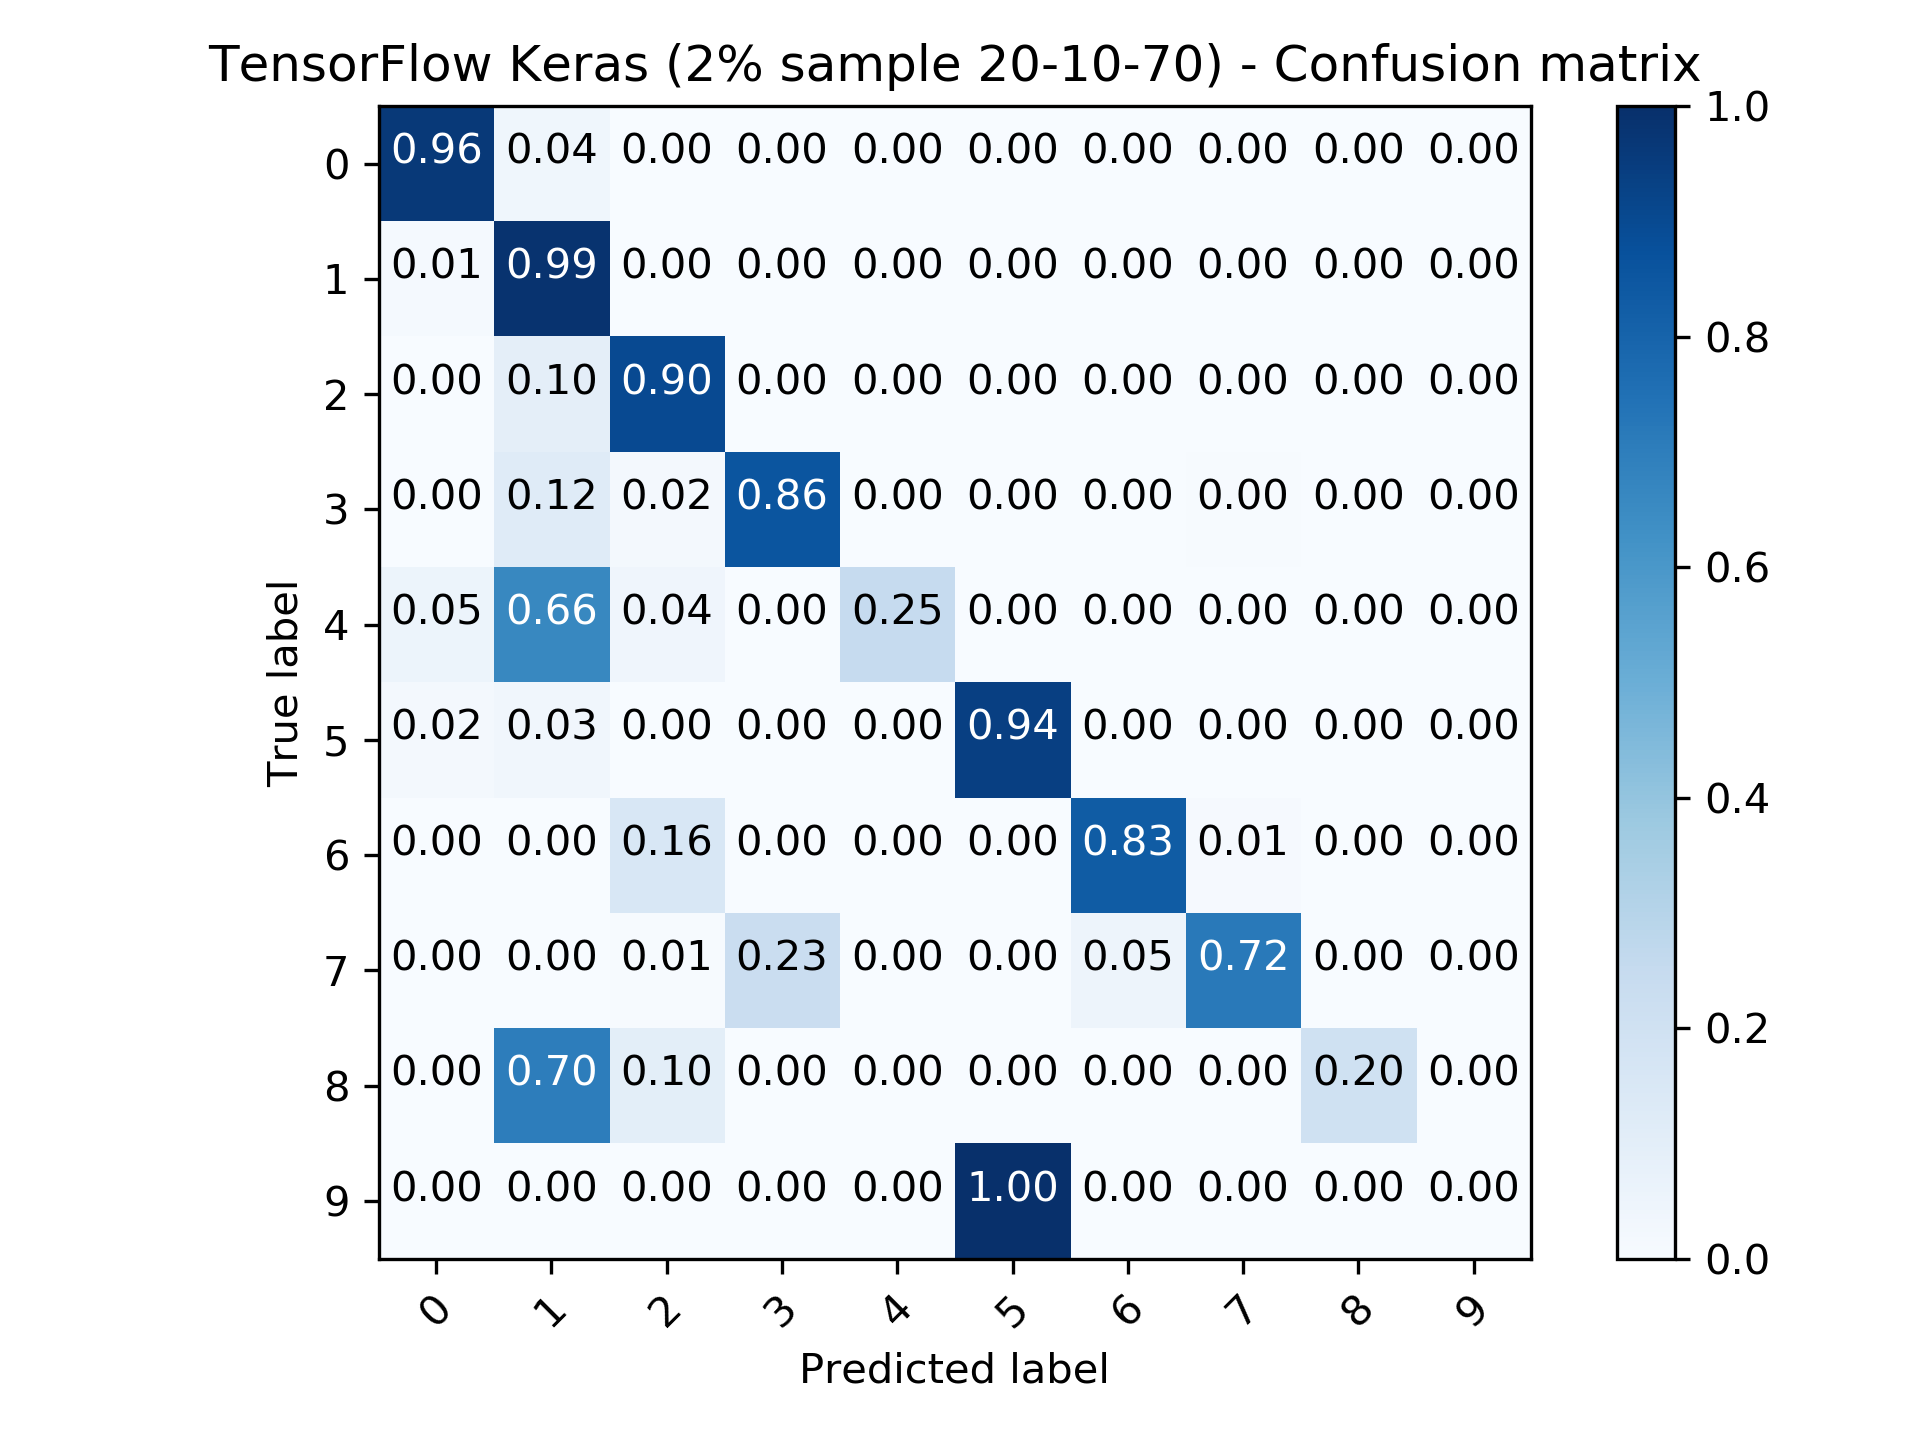 TensorFlow Keras (2% sample 20-10-70) - Confusion matrix
1.0
0 0.96 0.04 0.00 0.00 0.00 0.00 0.00 0.00 0.00 0.00
1 0.01 0.99 0.00 0.00 0.00 0.00 0.00 0.00 0.00 0.00
0.8
2 0.00 0.10 0.90 0.00 0.00 0.00 0.00 0.00 0.00 0.00
3 0.00 0.12 0.02 0.86 0.00 0.00 0.00 0.00 0.00 0.00
0.6
4 0.05 0.66 0.04 0.00 0.25 0.00 0.00 0.00 0.00 0.00
True label
5 0.02 0.03 0.00 0.00 0.00 0.94 0.00 0.00 0.00 0.00
0.4
6 0.00 0.00 0.16 0.00 0.00 0.00 0.83 0.01 0.00 0.00
7 0.00 0.00 0.01 0.23 0.00 0.00 0.05 0.72 0.00 0.00
0.2
8 0.00 0.70 0.10 0.00 0.00 0.00 0.00 0.00 0.20 0.00
9 0.00 0.00 0.00 0.00 0.00 1.00 0.00 0.00 0.00 0.00
0.0
0 1 2 3 4 5 6 7 8 9
Predicted label